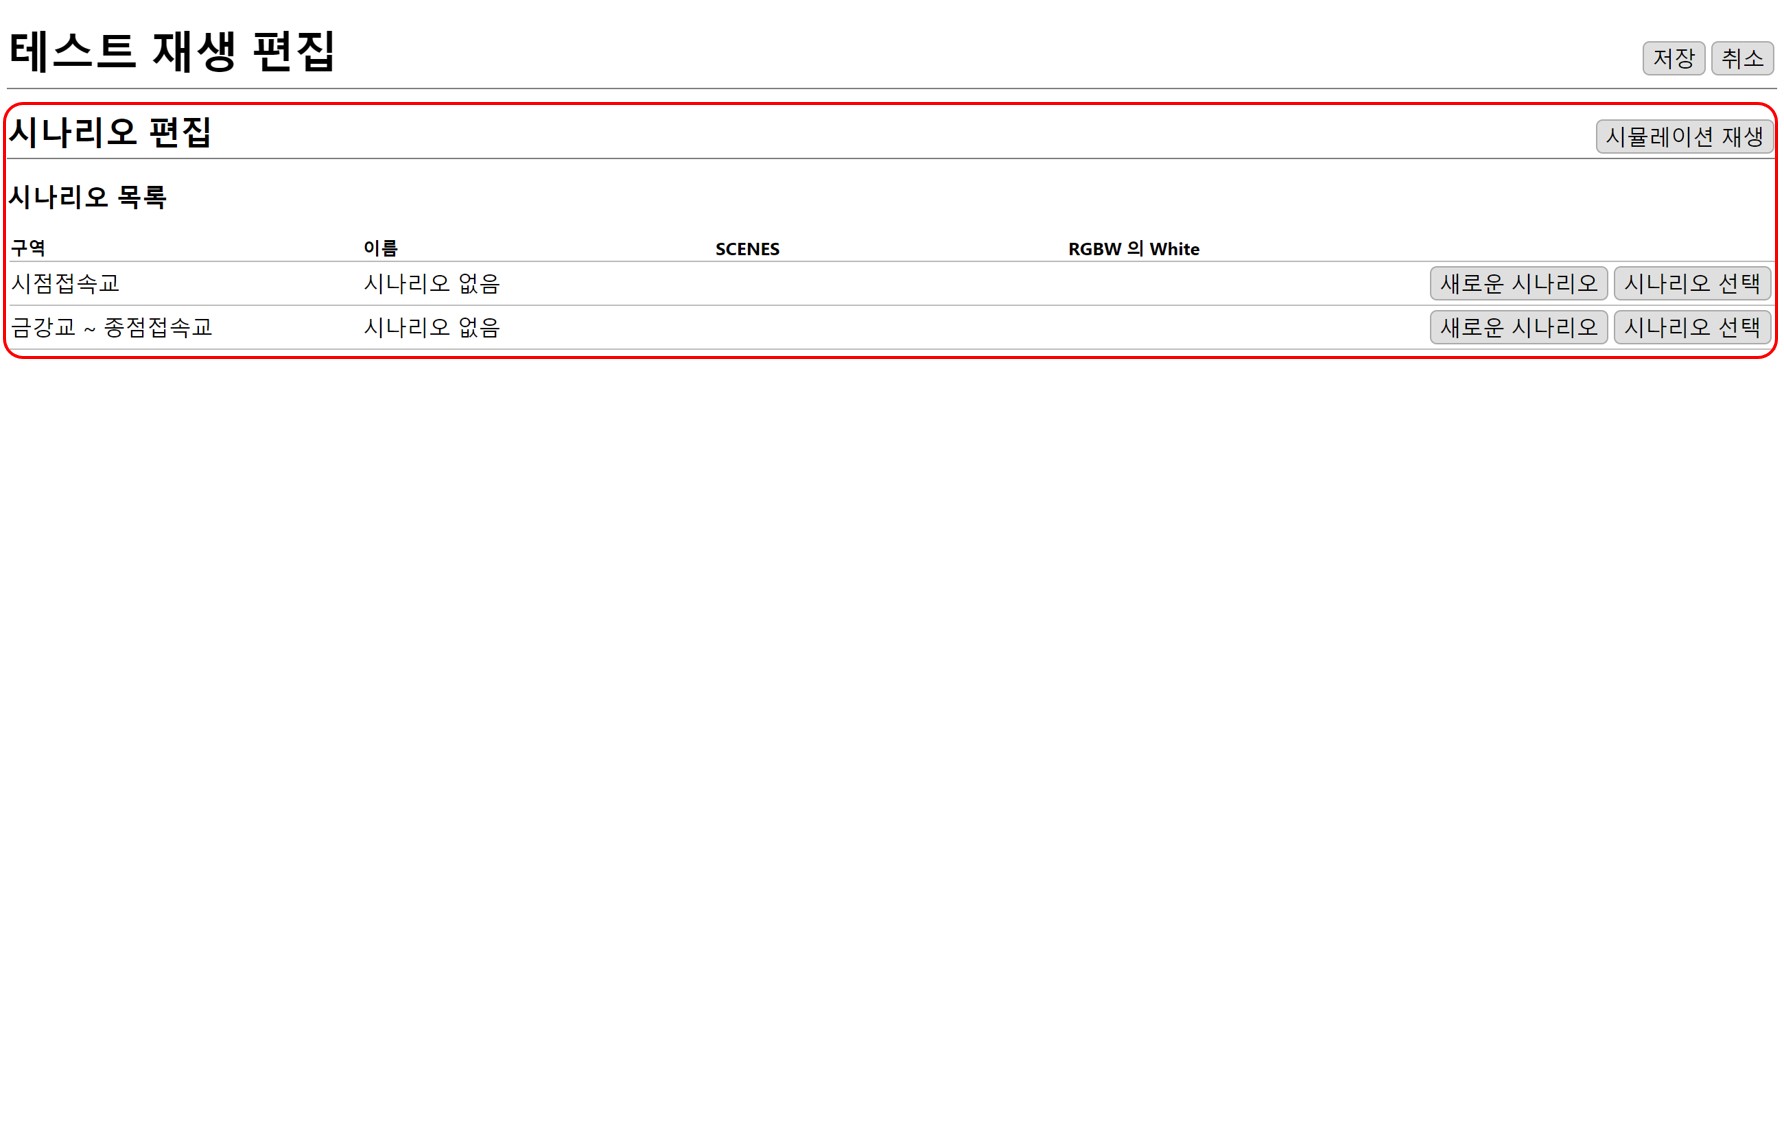 테스트 재생 편집 저장 취소
시나리오 편집 시뮬레이션 재생
시나리오 목록
구역 이름 SCENES RGBW 의 White
시점접속교 시나리오 없음 새로운 시나리오 시나리오 선택
금강교 ~ 종점접속교 시나리오 없음 새로운 시나리오 시나리오 선택